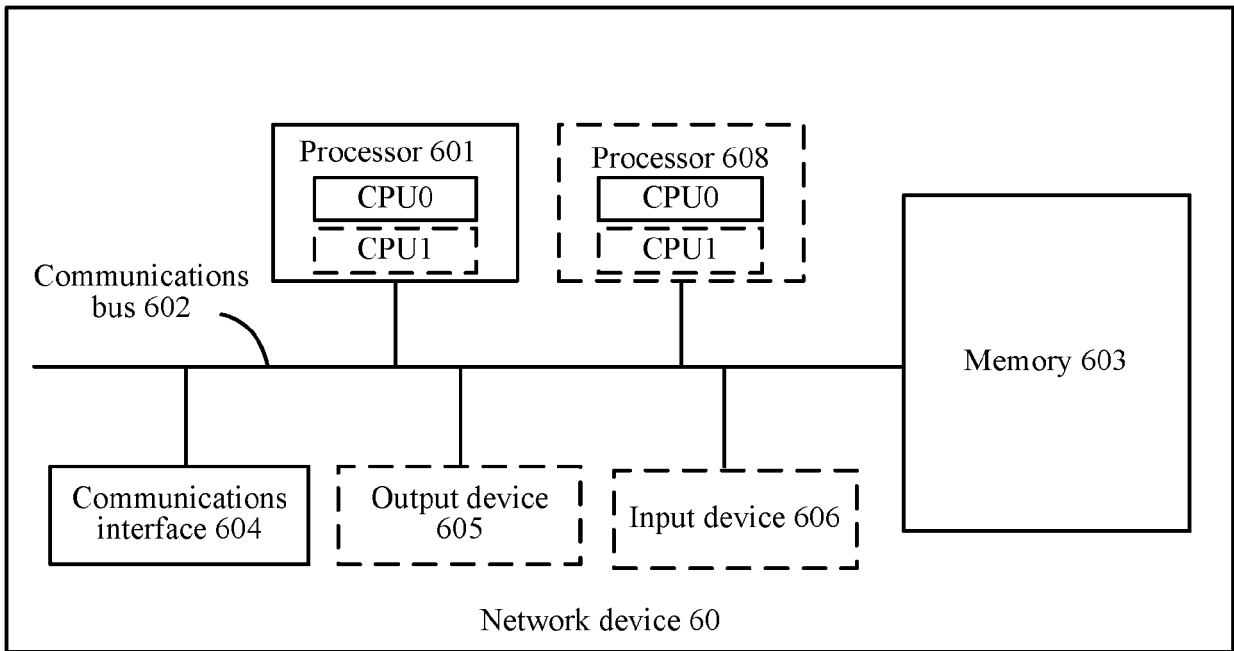 Processor 601
CPU0
CPU1
Processor 608
CPU0
CPU1
Communications
bus 602
Memory 603
Communications
interface 604
Output device
605
Input device 606
Network device 60